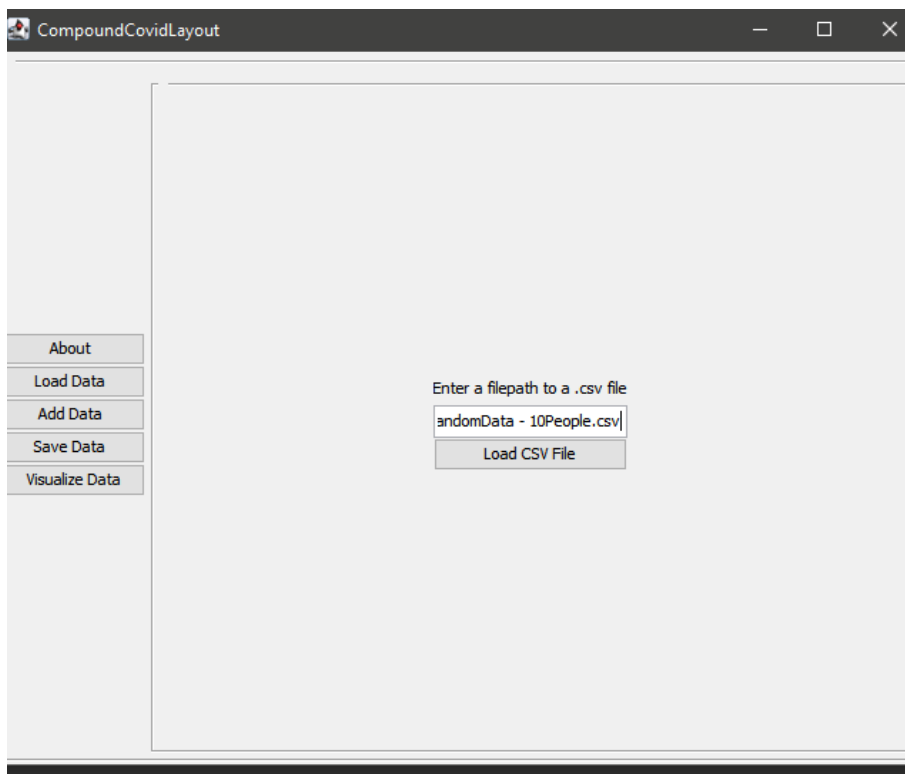 CompoundCovidLayout
About
Load Data
Add Data
Save Data
Visualize Data
Enter a filepath to a .csv file
andomData - 10People.csv
Load CSV File